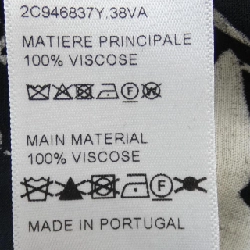 2C946837Y.38VA
MATIERE PRINCIPALE
100% VISCOSE
MAIN MATERIAL
100% VISCOSE
MADE IN PORTUGAL